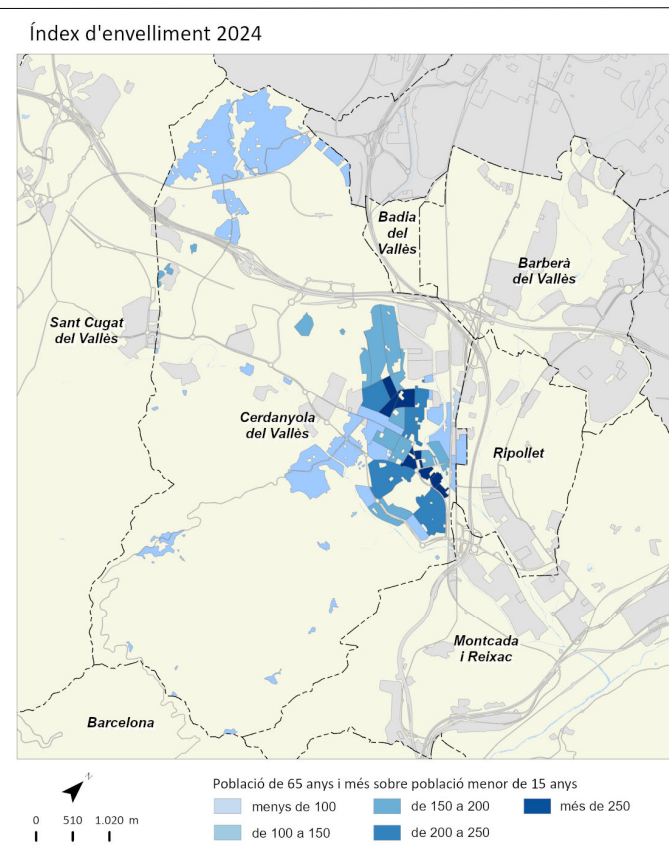 Índex d'envelliment 2024
Badia
del
Vallès
Barberà
del Vallès
Sant Cugat
del Vallès
Cerdanyola
del Vallès
Ripollet
Montcada
i Reixac
Barcelona
N
0 510 1.020 m
Població de 65 anys i més sobre població menor de 15 anys
menys de 100
de 150 a 200
més de 250
de 100 a 150
de 200 a 250